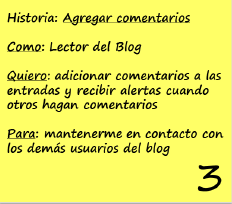 Historia: Agregar comentarios
Como: Lector del Blog
Quiero: adicionar comentarios a las
entradas y recibir alertas cuando
otros hagan comentarios
Para: mantenerme en contacto con
los demás usuarios del blog
3